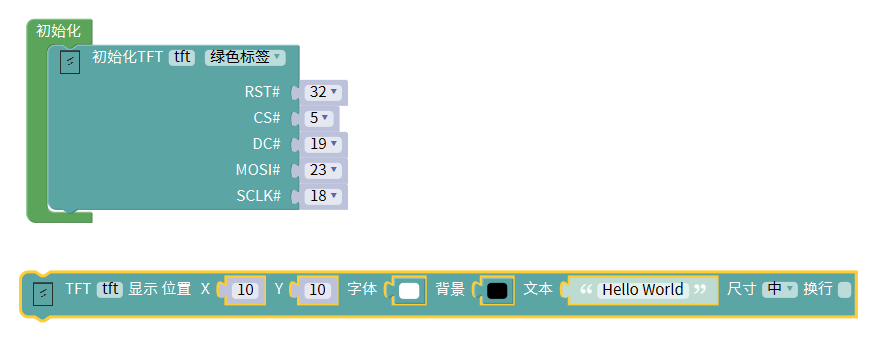 初始化
初始化TFT tft 绿色标签
RST# 32
CS# 5
DC# 19
MOSI# 23
SCLK# 18
TFT tft 显示 位置 X 10 Y 10 字体 背景 文本 “ Hello World ” 尺寸 中 换行